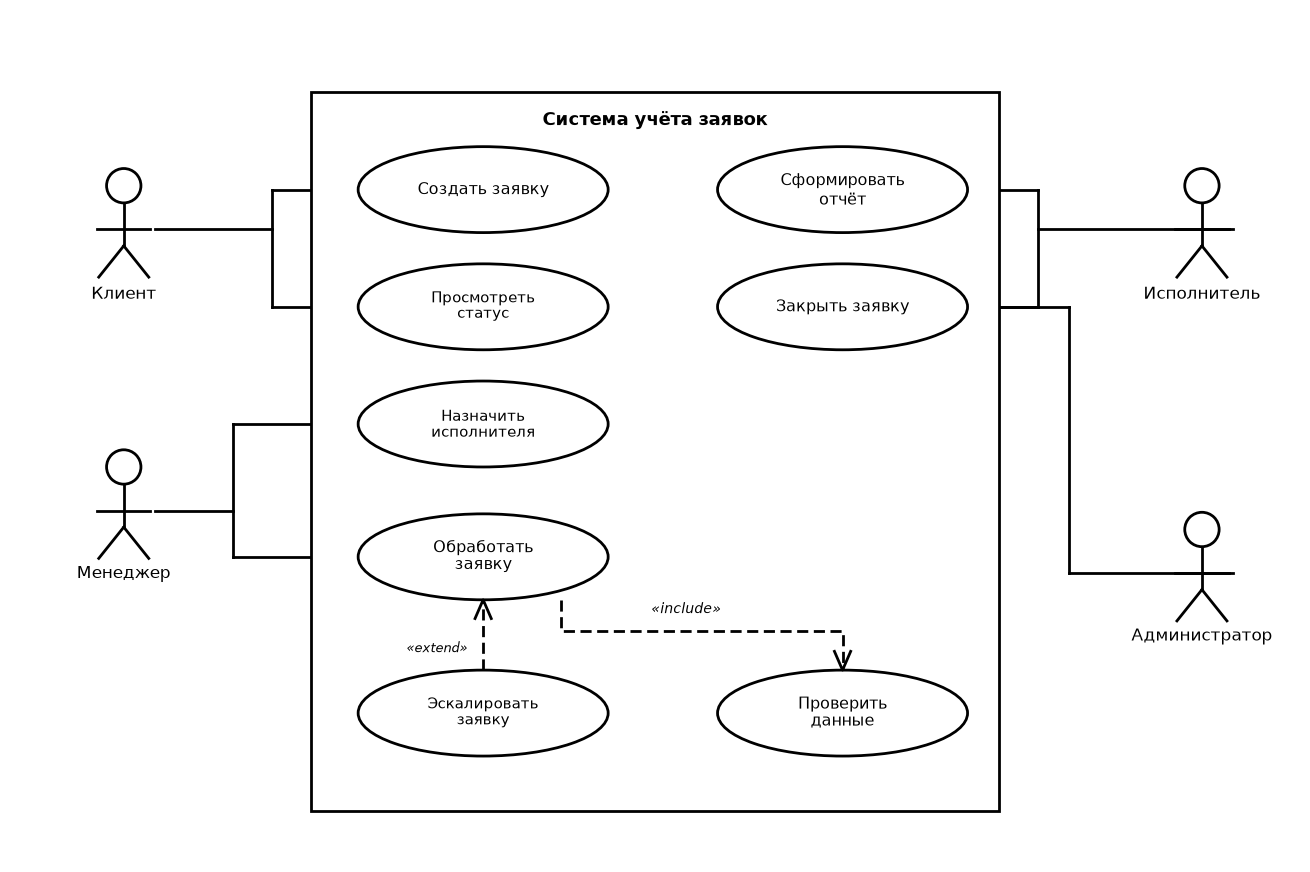 Система учёта заявок
Создать заявку
Сформировать
отчёт
Клиент
Исполнитель
Просмотреть
статус
Закрыть заявку
Назначить
исполнителя
Менеджер
Обработать
заявку
Администратор
«include»
«extend»
Эскалировать
заявку
Проверить
данные